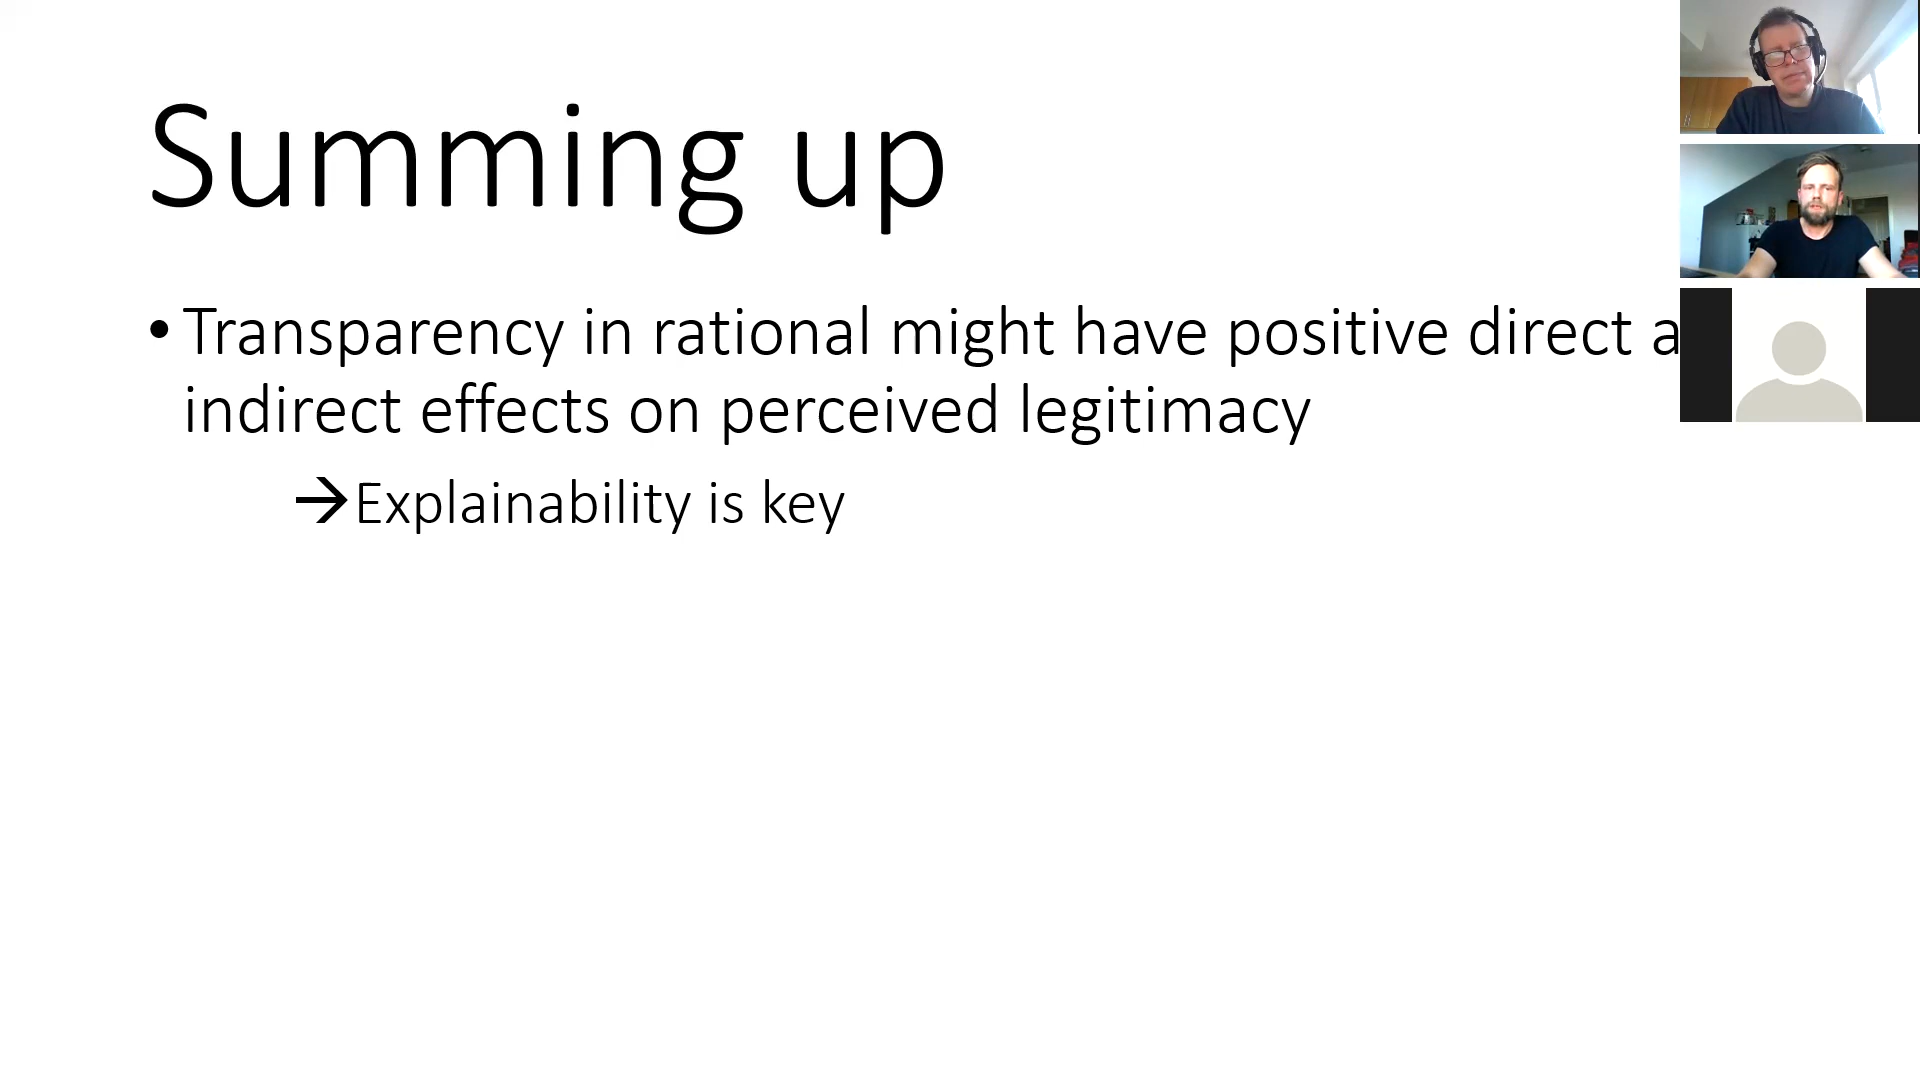 Summing up
• Transparency in rational might have positive direct a
indirect effects on perceived legitimacy
→Explainability is key